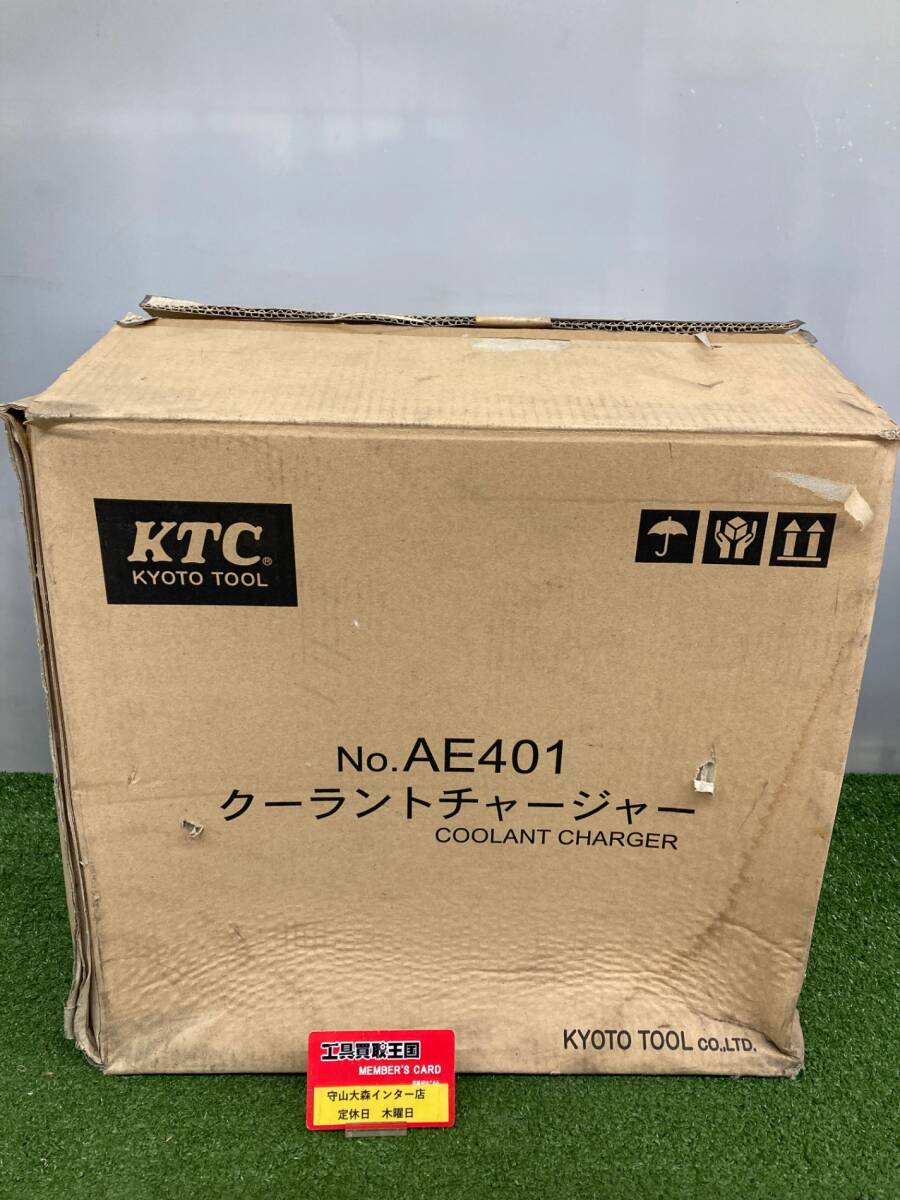 KTC®
KYOTO TOOL
No.AE401
クーラントチャージャー
COOLANT CHARGER
KYOTO TOOL CO.,LTD.
工具買取王国
MEMBER'S CARD
守山大森インター店
定休日 木曜日